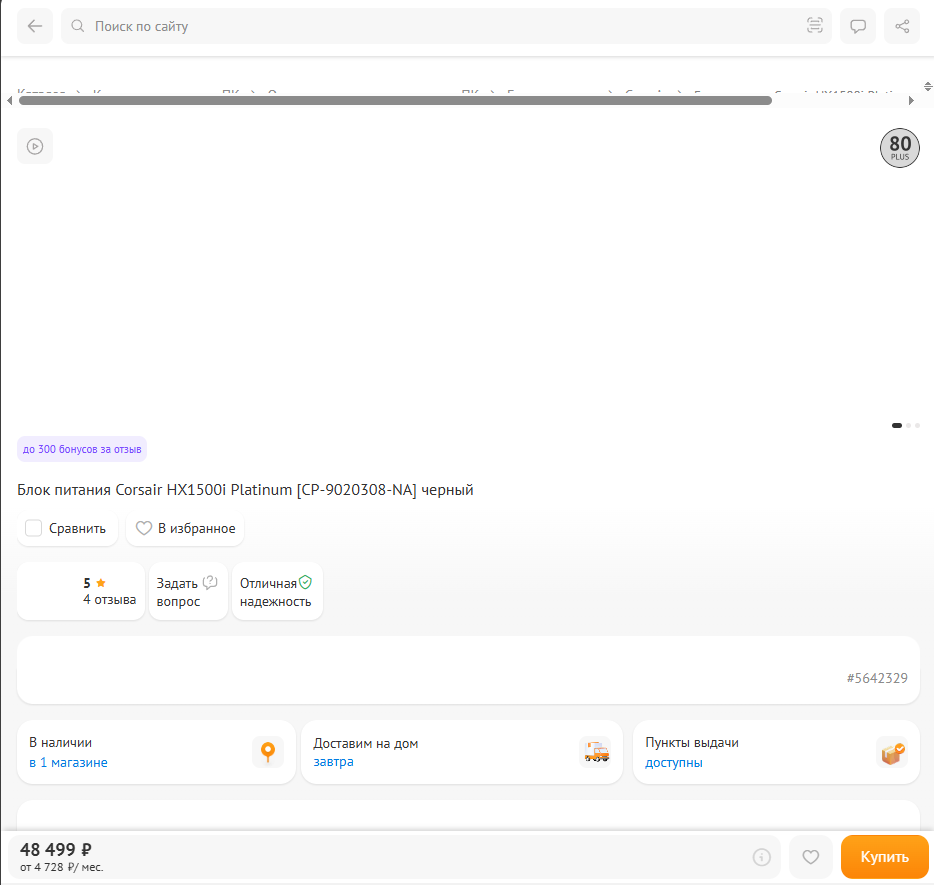 Поиск по сайту
80
PLUS
до 300 бонусов за отзыв
Блок питания Corsair HX1500i Platinum [CP-9020308-NA] черный
Сравнить
В избранное
5
4 отзыва
Задать
вопрос
Отличная
надежность
#5642329
В наличии
в 1 магазине
Доставим на дом
завтра
Пункты выдачи
доступны
48 499 ₽
от 4 728 ₽/ мес.
Купить